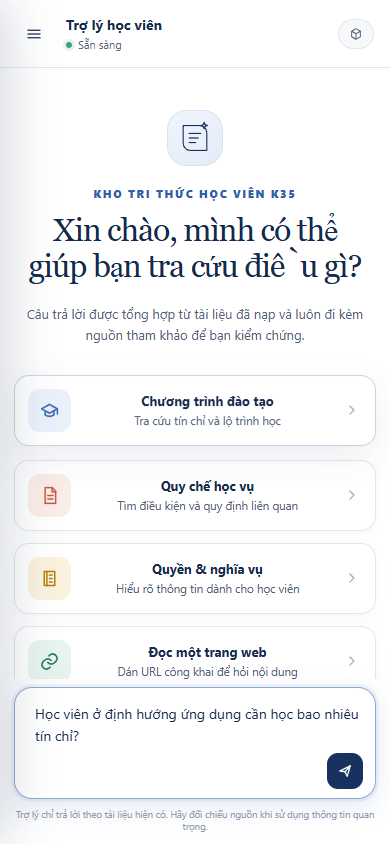 Trợ lý học viên
Sẵn sàng
KHO TRI THỨC HỌC VIÊN K35
Xin chào, mình có thể
giúp bạn tra cứu điều gì?
Câu trả lời được tổng hợp từ tài liệu đã nạp và luôn đi kèm
nguồn tham khảo để bạn kiểm chứng.
Chương trình đào tạo
Tra cứu tín chỉ và lộ trình học
Quy chế học vụ
Tìm điều kiện và quy định liên quan
Quyền & nghĩa vụ
Hiểu rõ thông tin dành cho học viên
Đọc một trang web
Dán URL công khai để hỏi nội dung
Học viên ở định hướng ứng dụng cần học bao nhiêu
tín chỉ?
Trợ lý chỉ trả lời theo tài liệu hiện có. Hãy đối chiếu nguồn khi sử dụng thông tin quan
trọng.